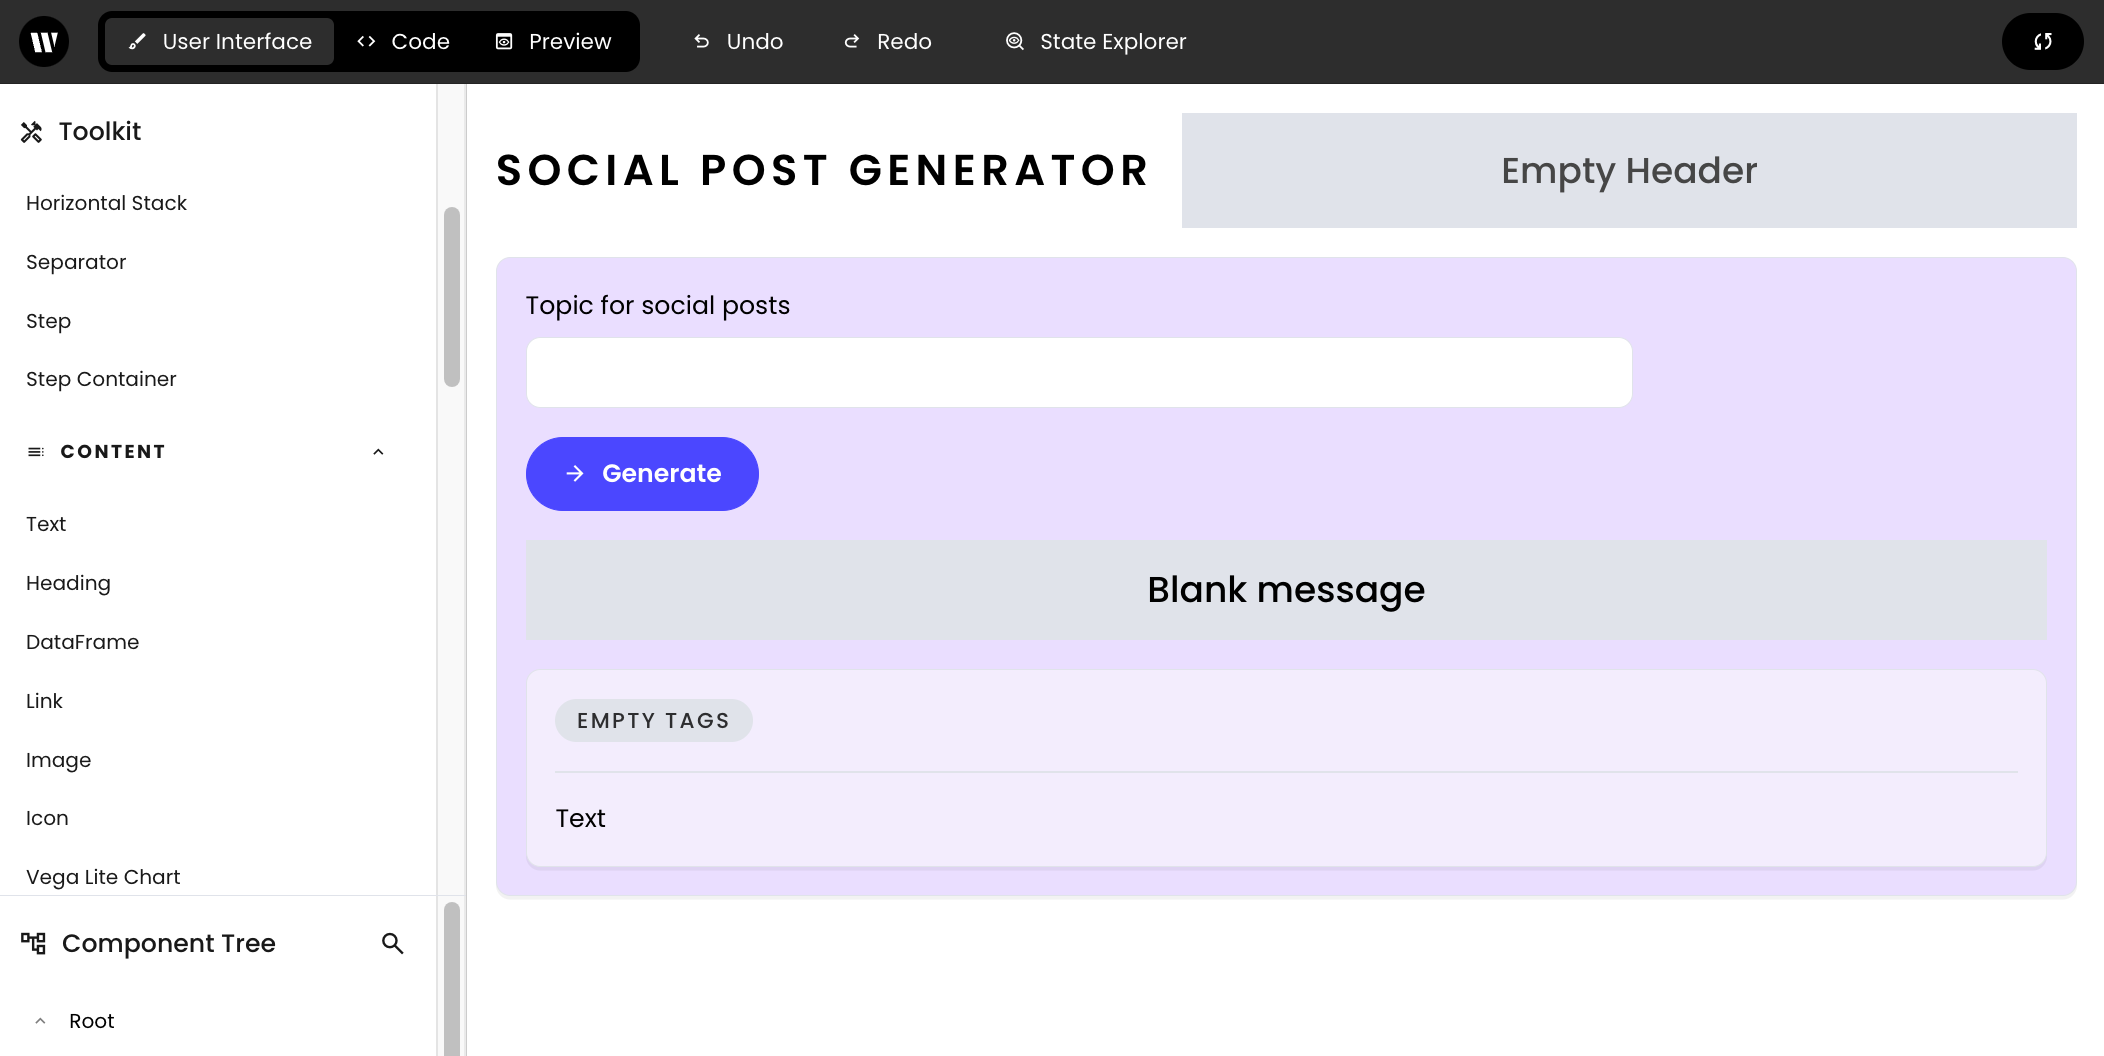 User Interface
Code
Preview
Undo
Redo
State Explorer
Toolkit
Horizontal Stack
Separator
Step
Step Container
CONTENT
Text
Heading
DataFrame
Link
Image
Icon
Vega Lite Chart
Component Tree
Root
SOCIAL POST GENERATOR
Empty Header
Topic for social posts
Generate
Blank message
EMPTY TAGS
Text